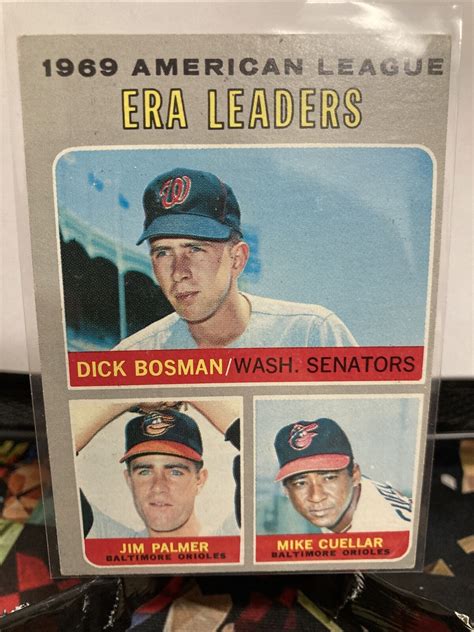 1969 AMERICAN LEAGUE
ERA LEADERS
W
DICK BOSMAN/WASH. SENATORS
JIM PALMER
BALTIMORE ORIOLES
MIKE CUELLAR
BALTIMORE ORIOLES